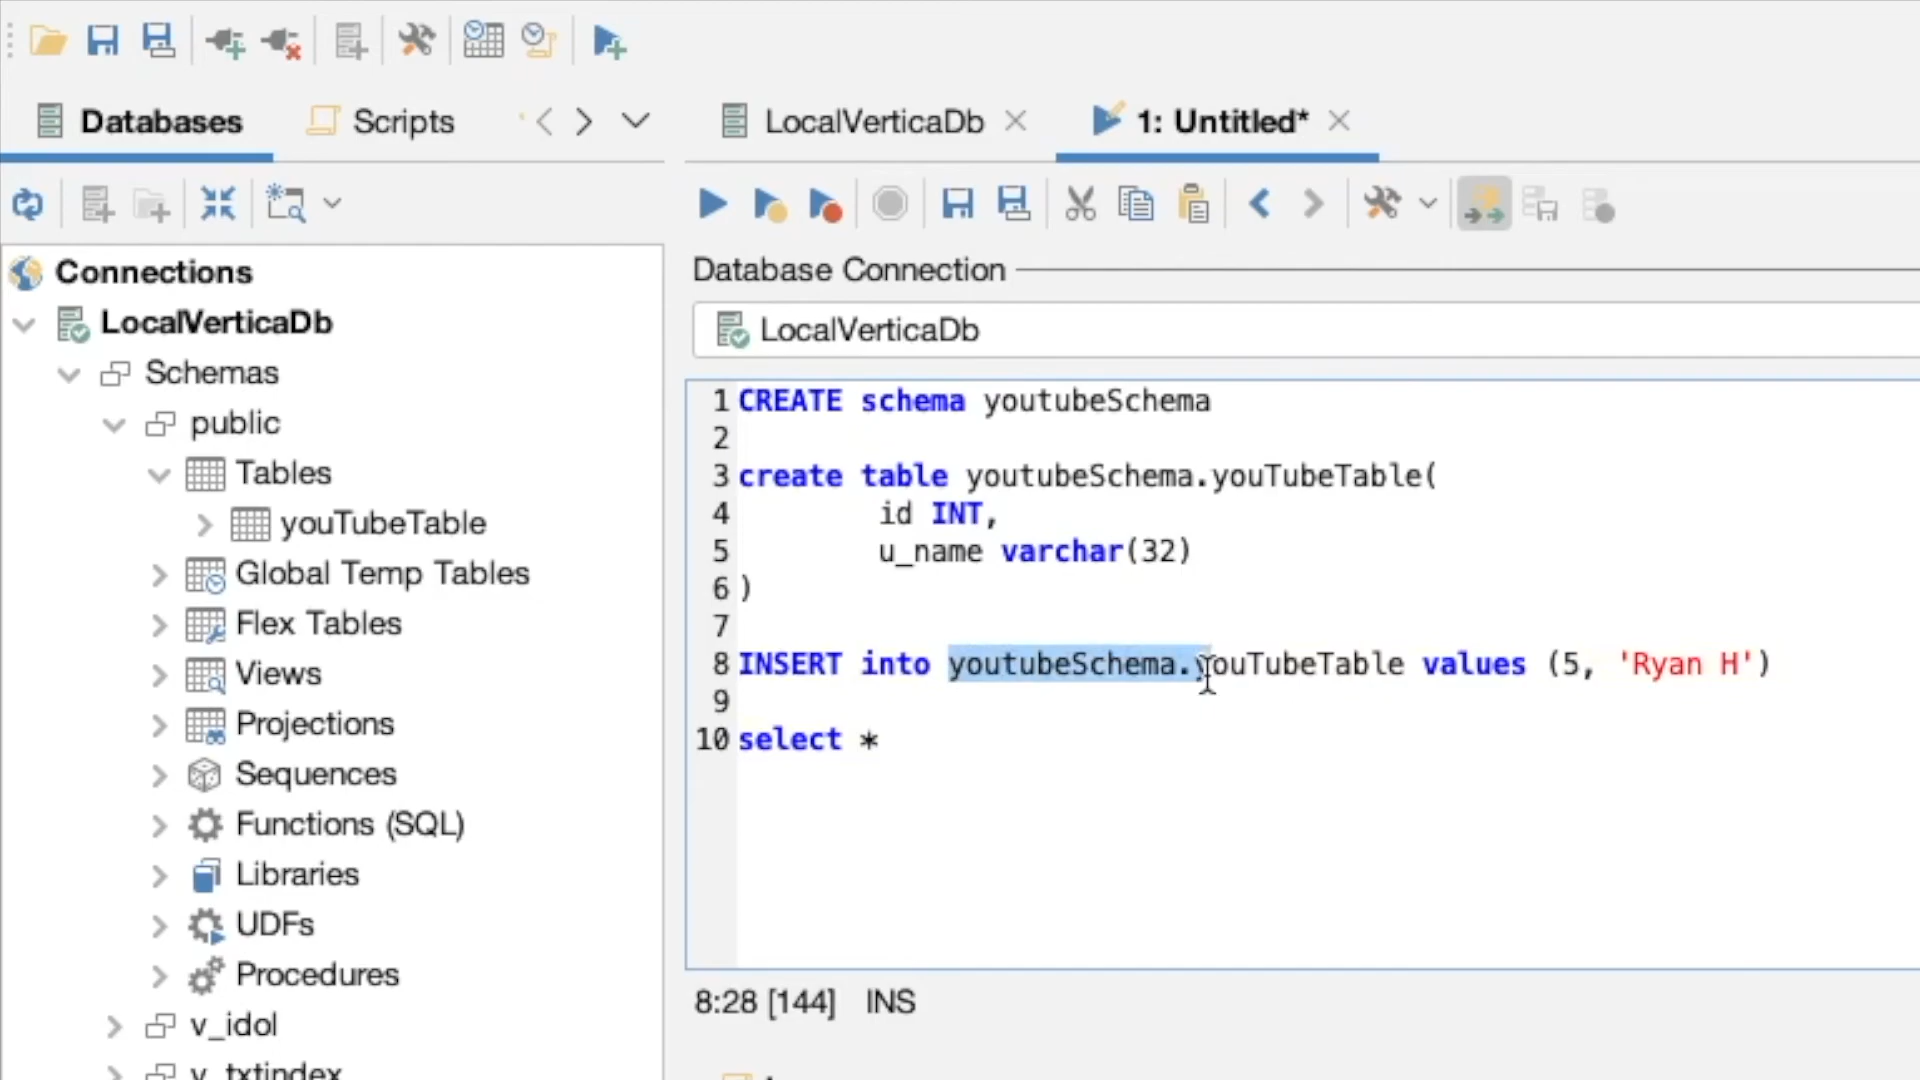 Databases
Scripts
LocalVerticaDb
1: Untitled*
Connections
LocalVerticaDb
Schemas
public
Tables
youTubeTable
Global Temp Tables
Flex Tables
Views
Projections
Sequences
Functions (SQL)
Libraries
UDFs
Procedures
v_idol
v_txtindex
Database Connection
LocalVerticaDb
1 CREATE schema youtubeSchema
2
3 create table youtubeSchema.youTubeTable(
4 id INT,
5 u_name varchar(32)
6 )
7
8 INSERT into youtubeSchema.youTubeTable values (5, 'Ryan H')
9
10 select *
8:28 [144] INS